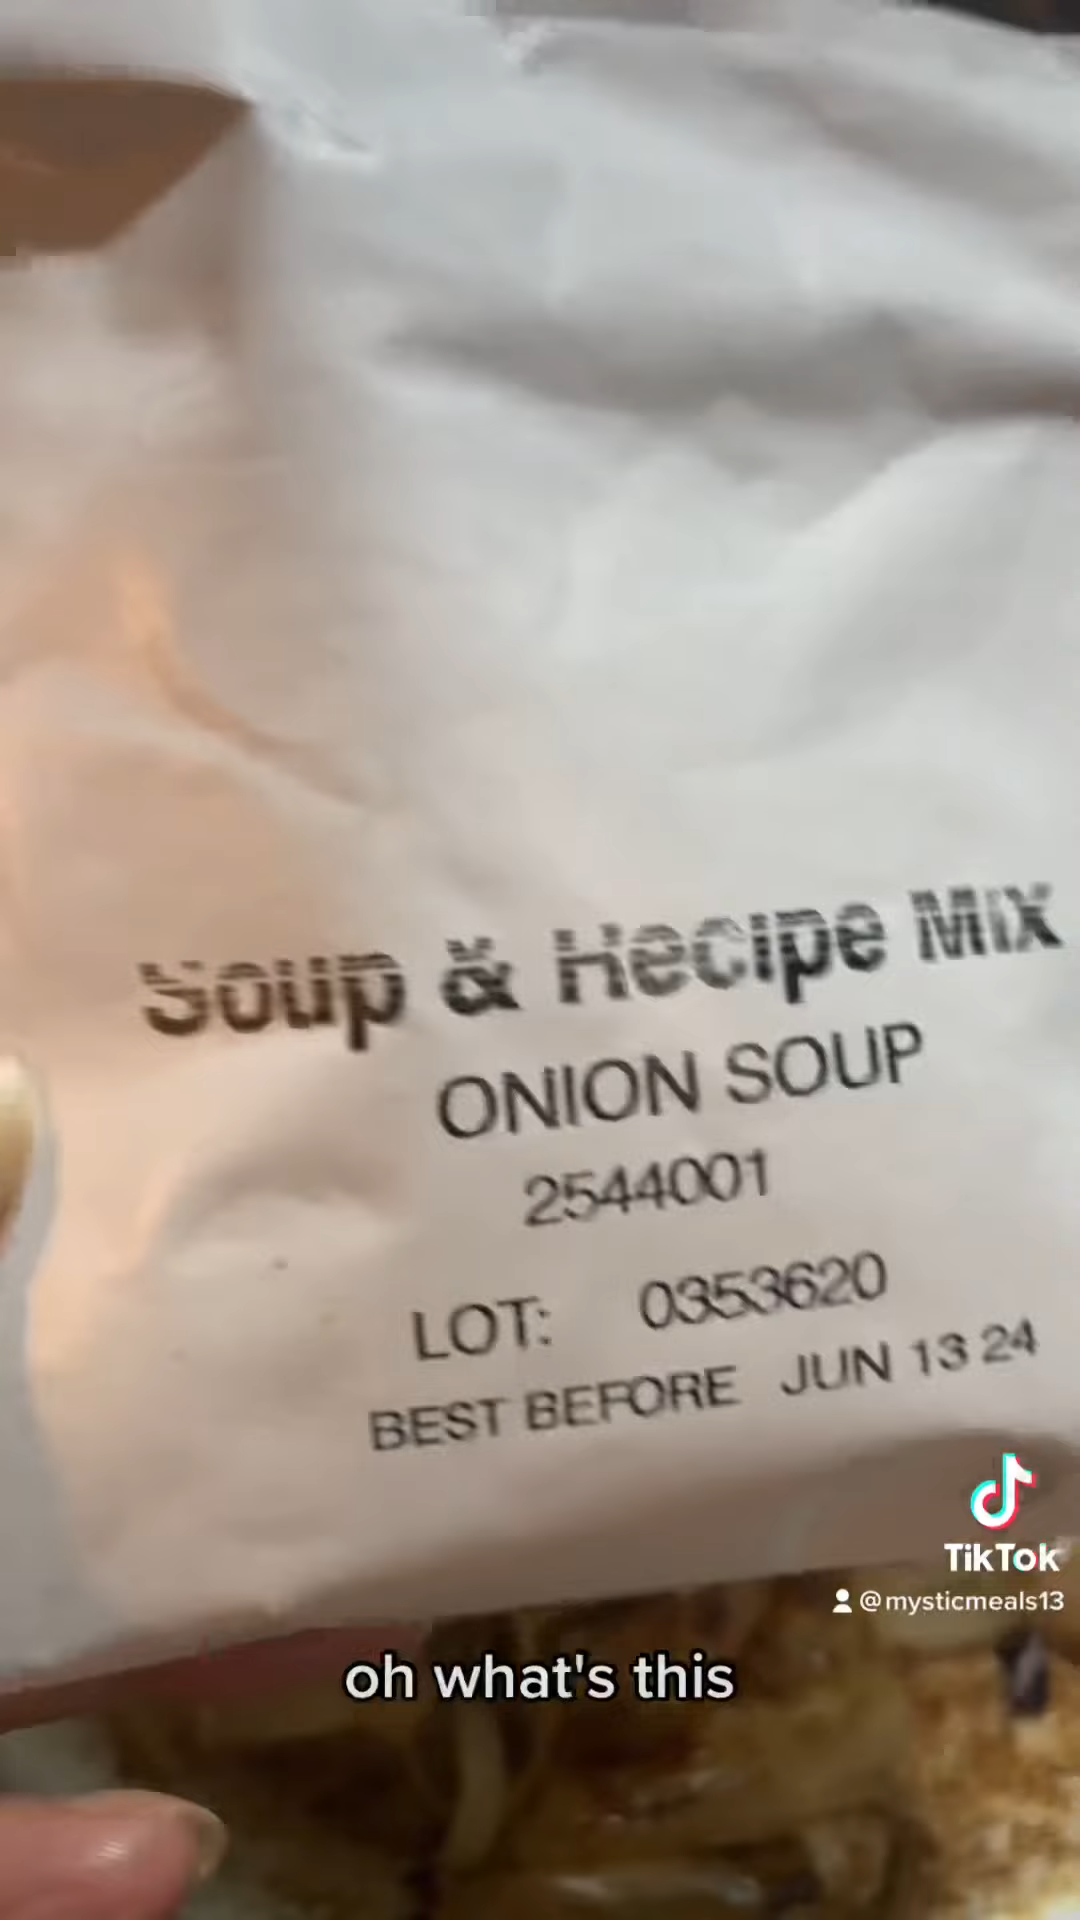 Soup & Recipe Mix
ONION SOUP
2544001
LOT: 0353620
BEST BEFORE JUN 13 24
TikTok
@mysticmeals13
oh what's this